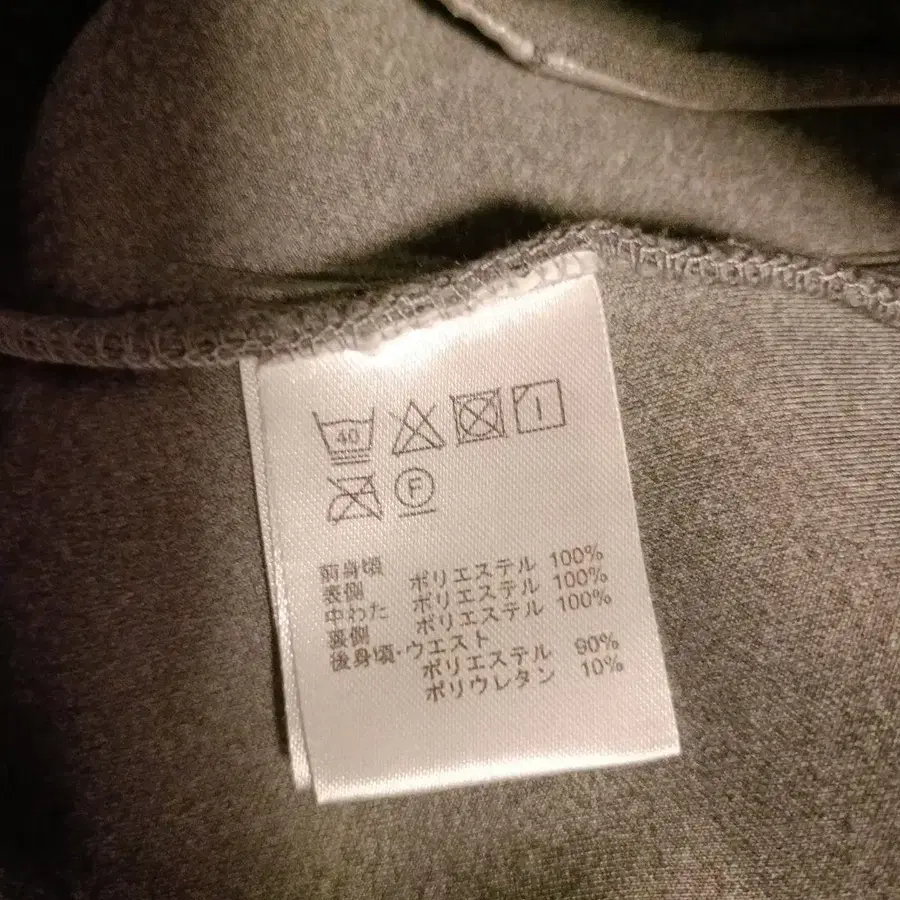 40
F
前身頃
表側 ポリエステル 100%
中わた ポリエステル 100%
裏側 ポリエステル 100%
後身頃・ウエスト
ポリエステル 90%
ポリウレタン 10%